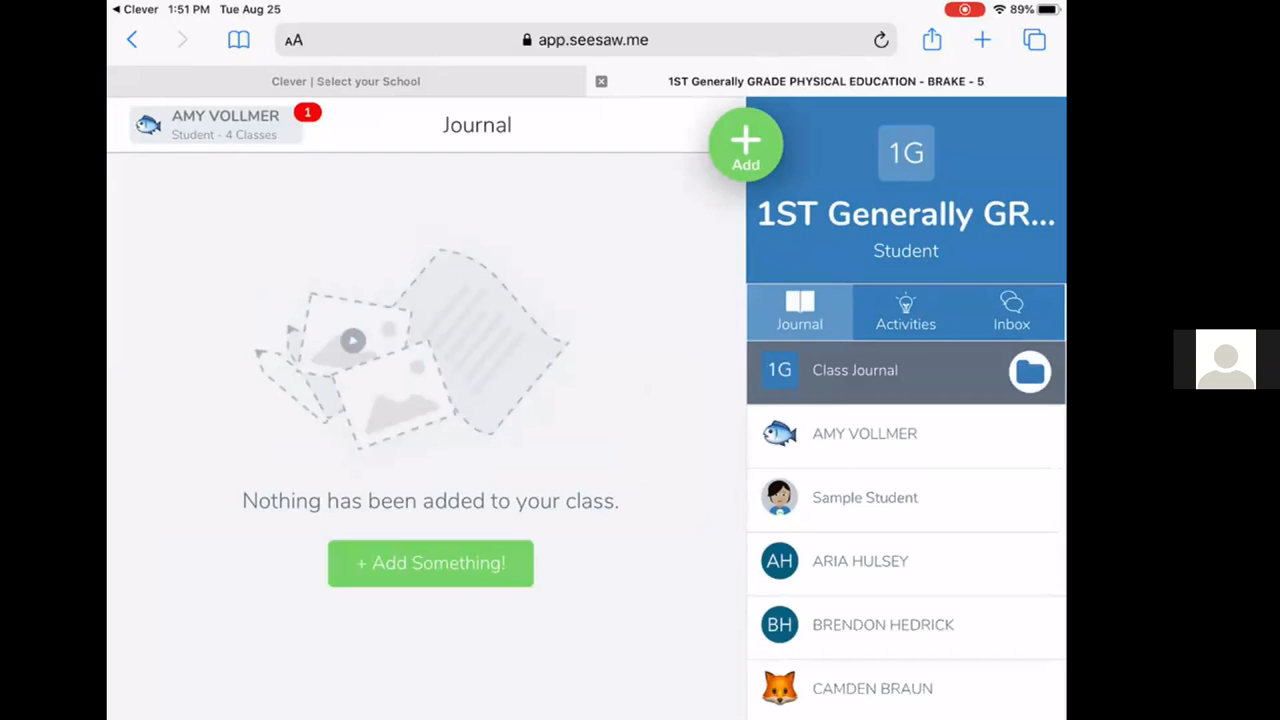 Clever 1:51 PM Tue Aug 25 89%
AA app.seesaw.me
Clever | Select your School
1ST Generally GRADE PHYSICAL EDUCATION - BRAKE - 5
AMY VOLLMER
1
Student - 4 Classes
Journal
+ Add
1G
1ST Generally GR...
Student
Journal
Activities
Inbox
1G Class Journal
AMY VOLLMER
Sample Student
AH ARIA HULSEY
BH BRENDON HEDRICK
CAMDEN BRAUN
Nothing has been added to your class.
+ Add Something!